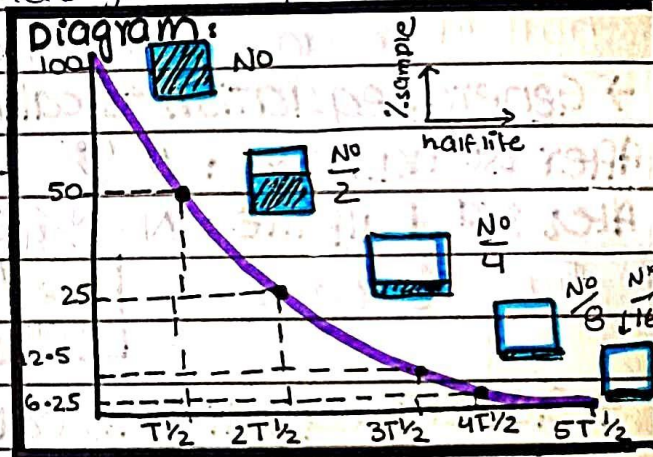 Diagram:
100
NO
% sample
half life
50
NO
2
NO
4
25
NO
8
12.5
6.25
T1/2
2T1/2
3T1/2
4T1/2
5T1/2